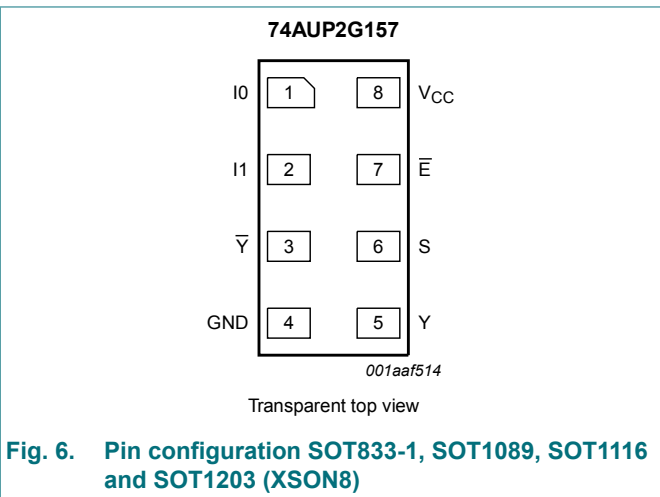 74AUP2G157
I0 1 8 VCC
I1 2 7 E̅
Y̅ 3 6 S
GND 4 5 Y
001aaf514
Transparent top view
Fig. 6. Pin configuration SOT833-1, SOT1089, SOT1116
and SOT1203 (XSON8)